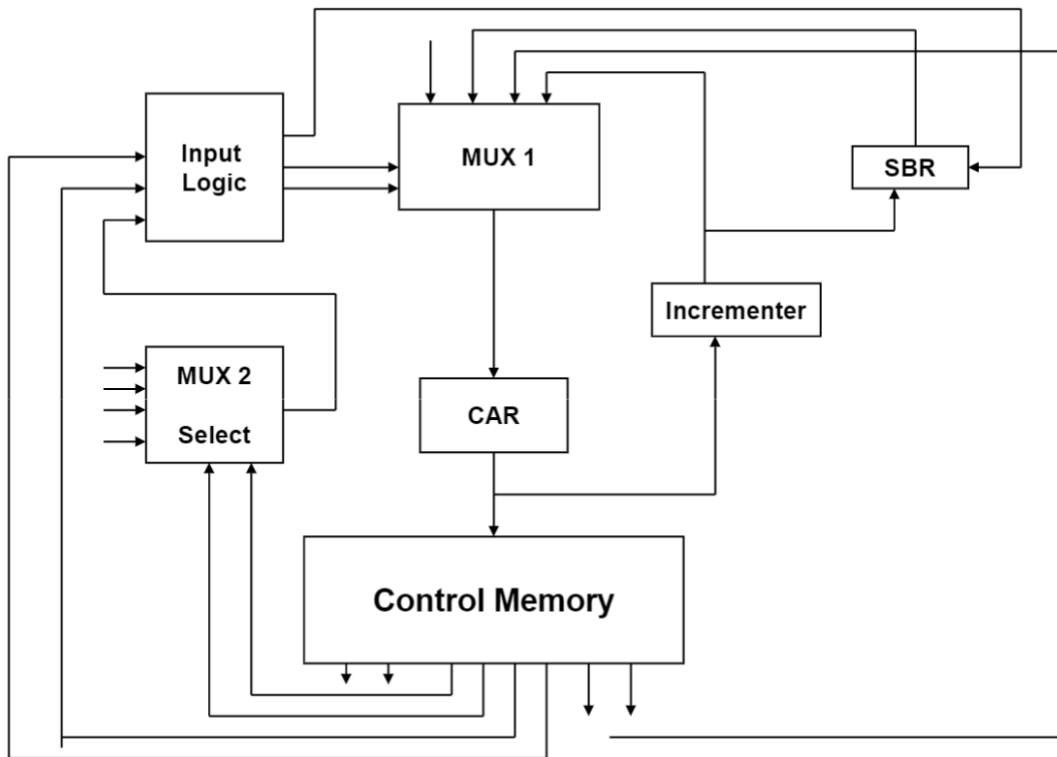 Input
Logic
MUX 1
SBR
Incrementer
MUX 2
Select
CAR
Control Memory